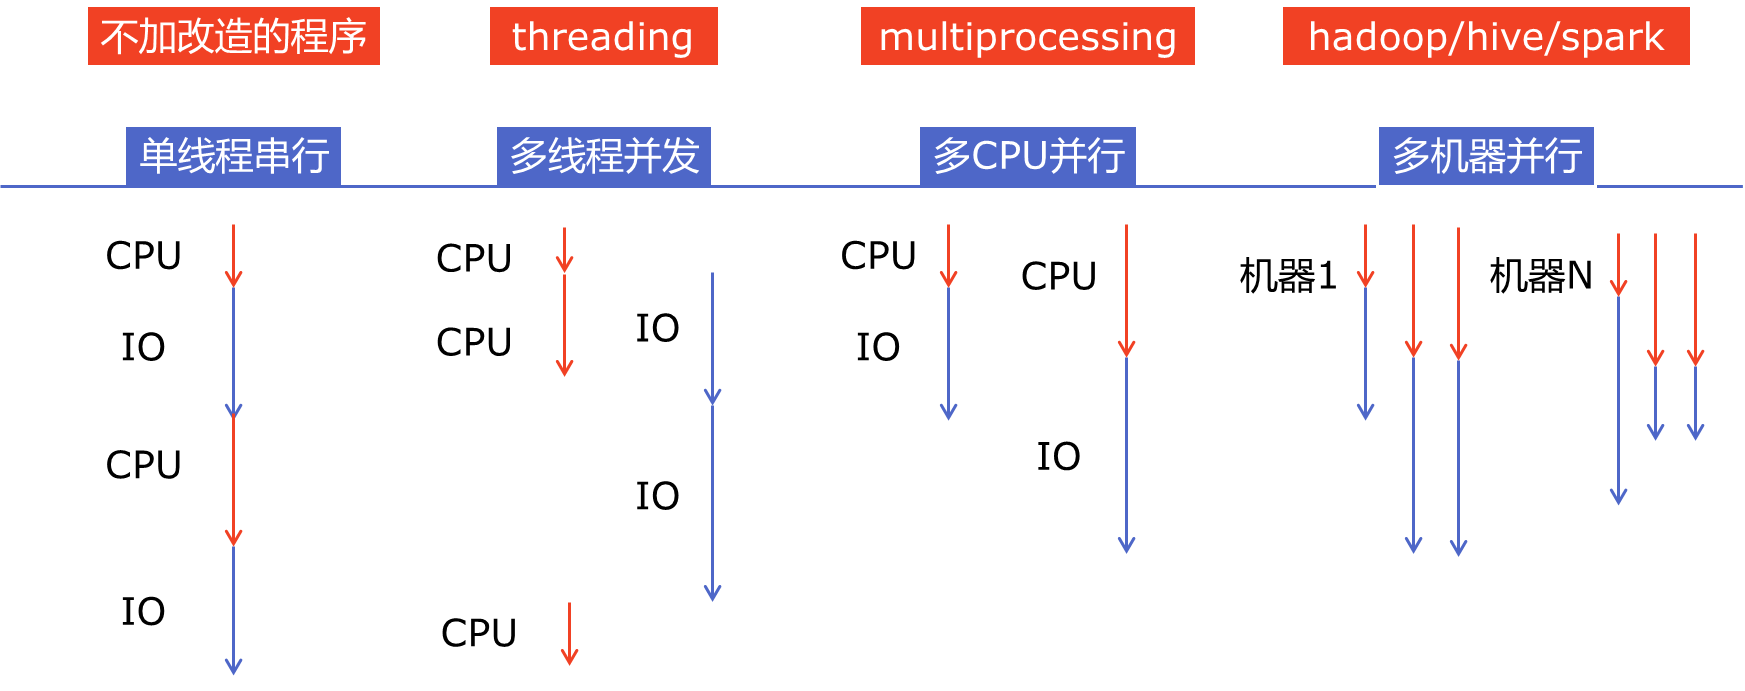 不加改造的程序
threading
multiprocessing
hadoop/hive/spark
单线程串行
多线程并发
多CPU并行
多机器并行
CPU
IO
CPU
IO
CPU
CPU
IO
IO
CPU
CPU
IO
CPU
IO
机器1
机器N